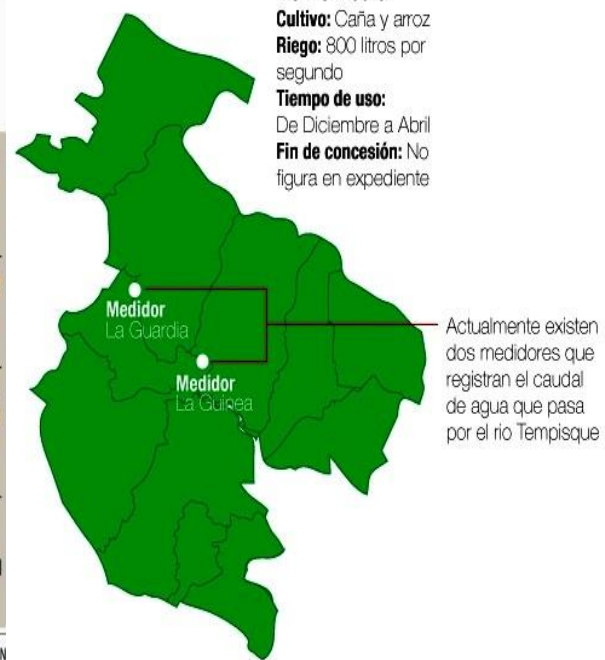 Cultivo: Caña y arroz
Riego: 800 litros por
segundo
Tiempo de uso:
De Diciembre a Abril
Fin de concesión: No
figura en expediente
Medidor
La Guardia
Medidor
La Guinea
Actualmente existen
dos medidores que
registran el caudal
de agua que pasa
por el rio Tempisque